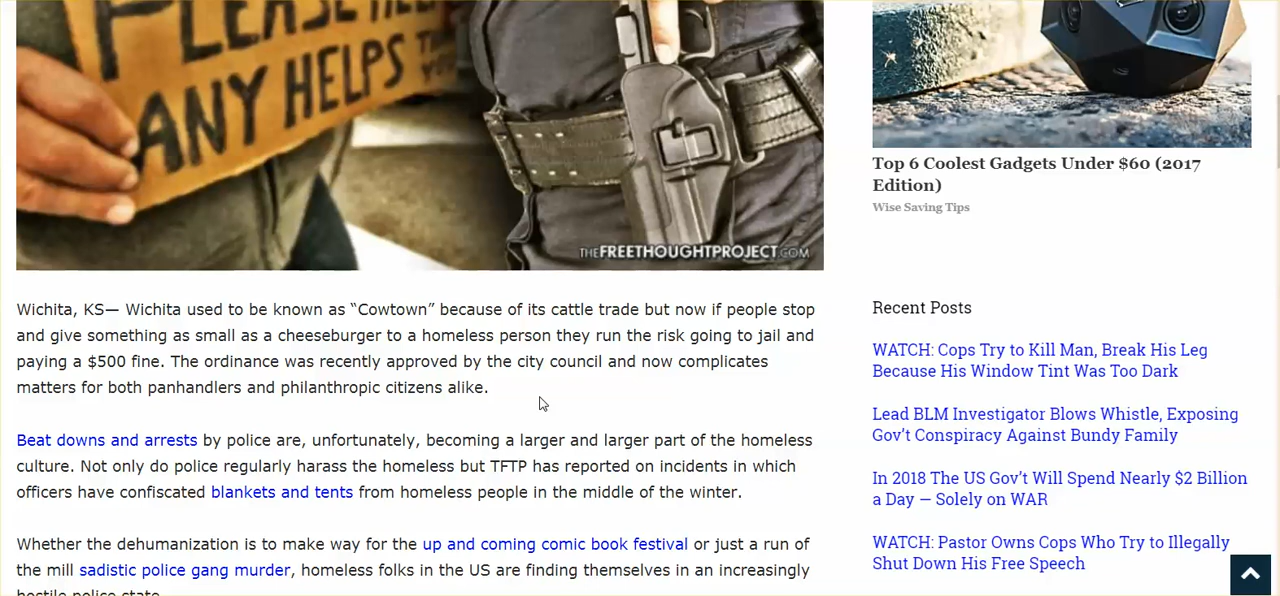 PLEASE HELP
ANY HELPS
THEFREETHOUGHTPROJECT.COM
Wichita, KS— Wichita used to be known as “Cowtown” because of its cattle trade but now if people stop
and give something as small as a cheeseburger to a homeless person they run the risk going to jail and
paying a $500 fine. The ordinance was recently approved by the city council and now complicates
matters for both panhandlers and philanthropic citizens alike.
Beat downs and arrests by police are, unfortunately, becoming a larger and larger part of the homeless
culture. Not only do police regularly harass the homeless but TFTP has reported on incidents in which
officers have confiscated blankets and tents from homeless people in the middle of the winter.
Whether the dehumanization is to make way for the up and coming comic book festival or just a run of
the mill sadistic police gang murder, homeless folks in the US are finding themselves in an increasingly
hostile police state.
Top 6 Coolest Gadgets Under $60 (2017
Edition)
Wise Saving Tips
Recent Posts
WATCH: Cops Try to Kill Man, Break His Leg
Because His Window Tint Was Too Dark
Lead BLM Investigator Blows Whistle, Exposing
Gov’t Conspiracy Against Bundy Family
In 2018 The US Gov’t Will Spend Nearly $2 Billion
a Day — Solely on WAR
WATCH: Pastor Owns Cops Who Try to Illegally
Shut Down His Free Speech